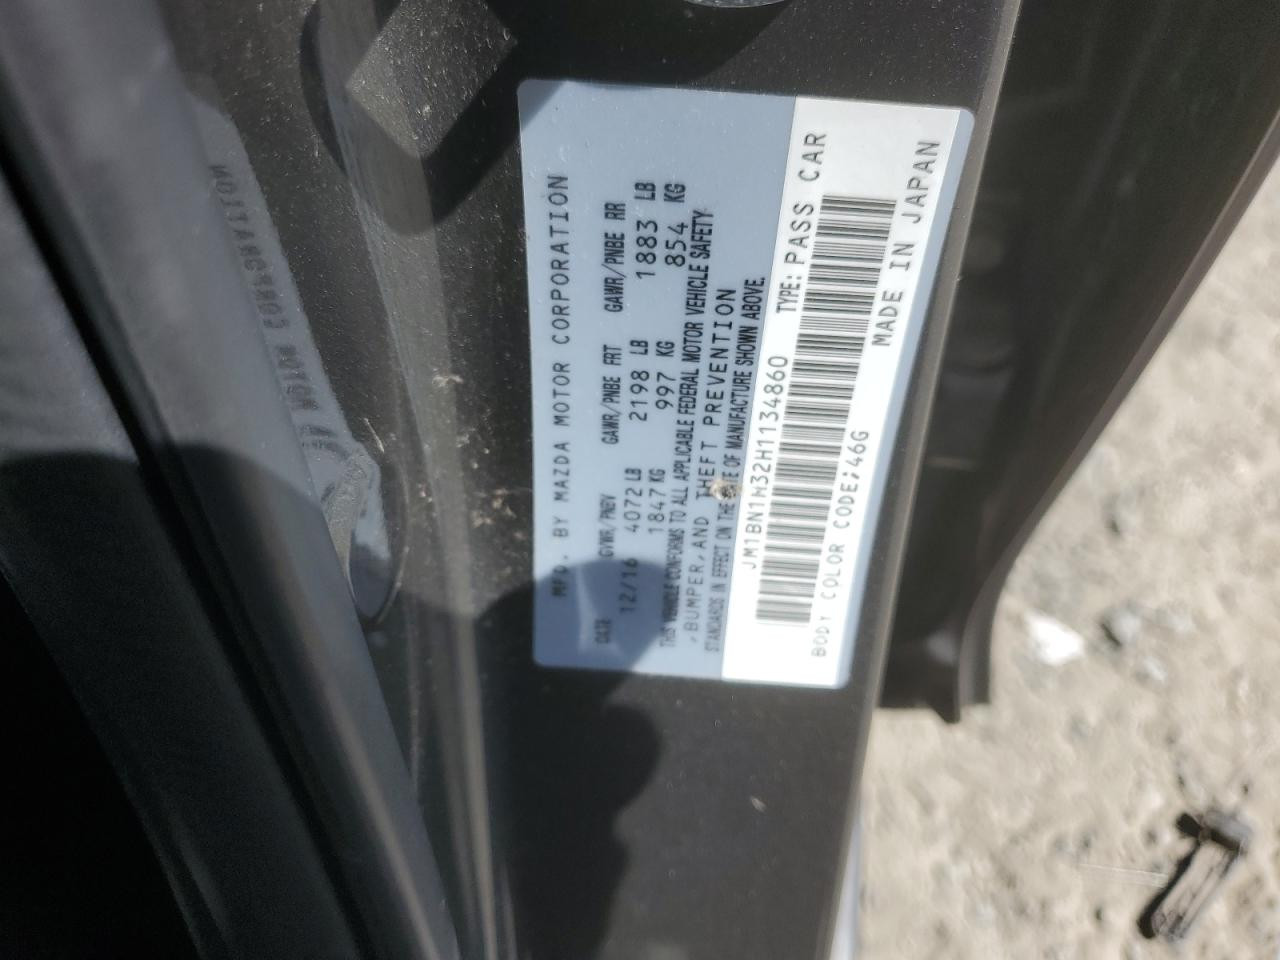 MFD. BY MAZDA MOTOR CORPORATION
DATE GVWR/PNBV GAWR/PNBE FRT GAWR/PNBE RR
12/16 4072 LB 2198 LB 1883 LB
1847 KG 997 KG 854 KG
THIS VEHICLE CONFORMS TO ALL APPLICABLE FEDERAL MOTOR VEHICLE SAFETY
,BUMPER,AND THEFT PREVENTION
STANDARDS IN EFFECT ON THE DATE OF MANUFACTURE SHOWN ABOVE.
JM1BN1M32H1134860 TYPE: PASS CAR
BODY COLOR CODE;46G MADE IN JAPAN